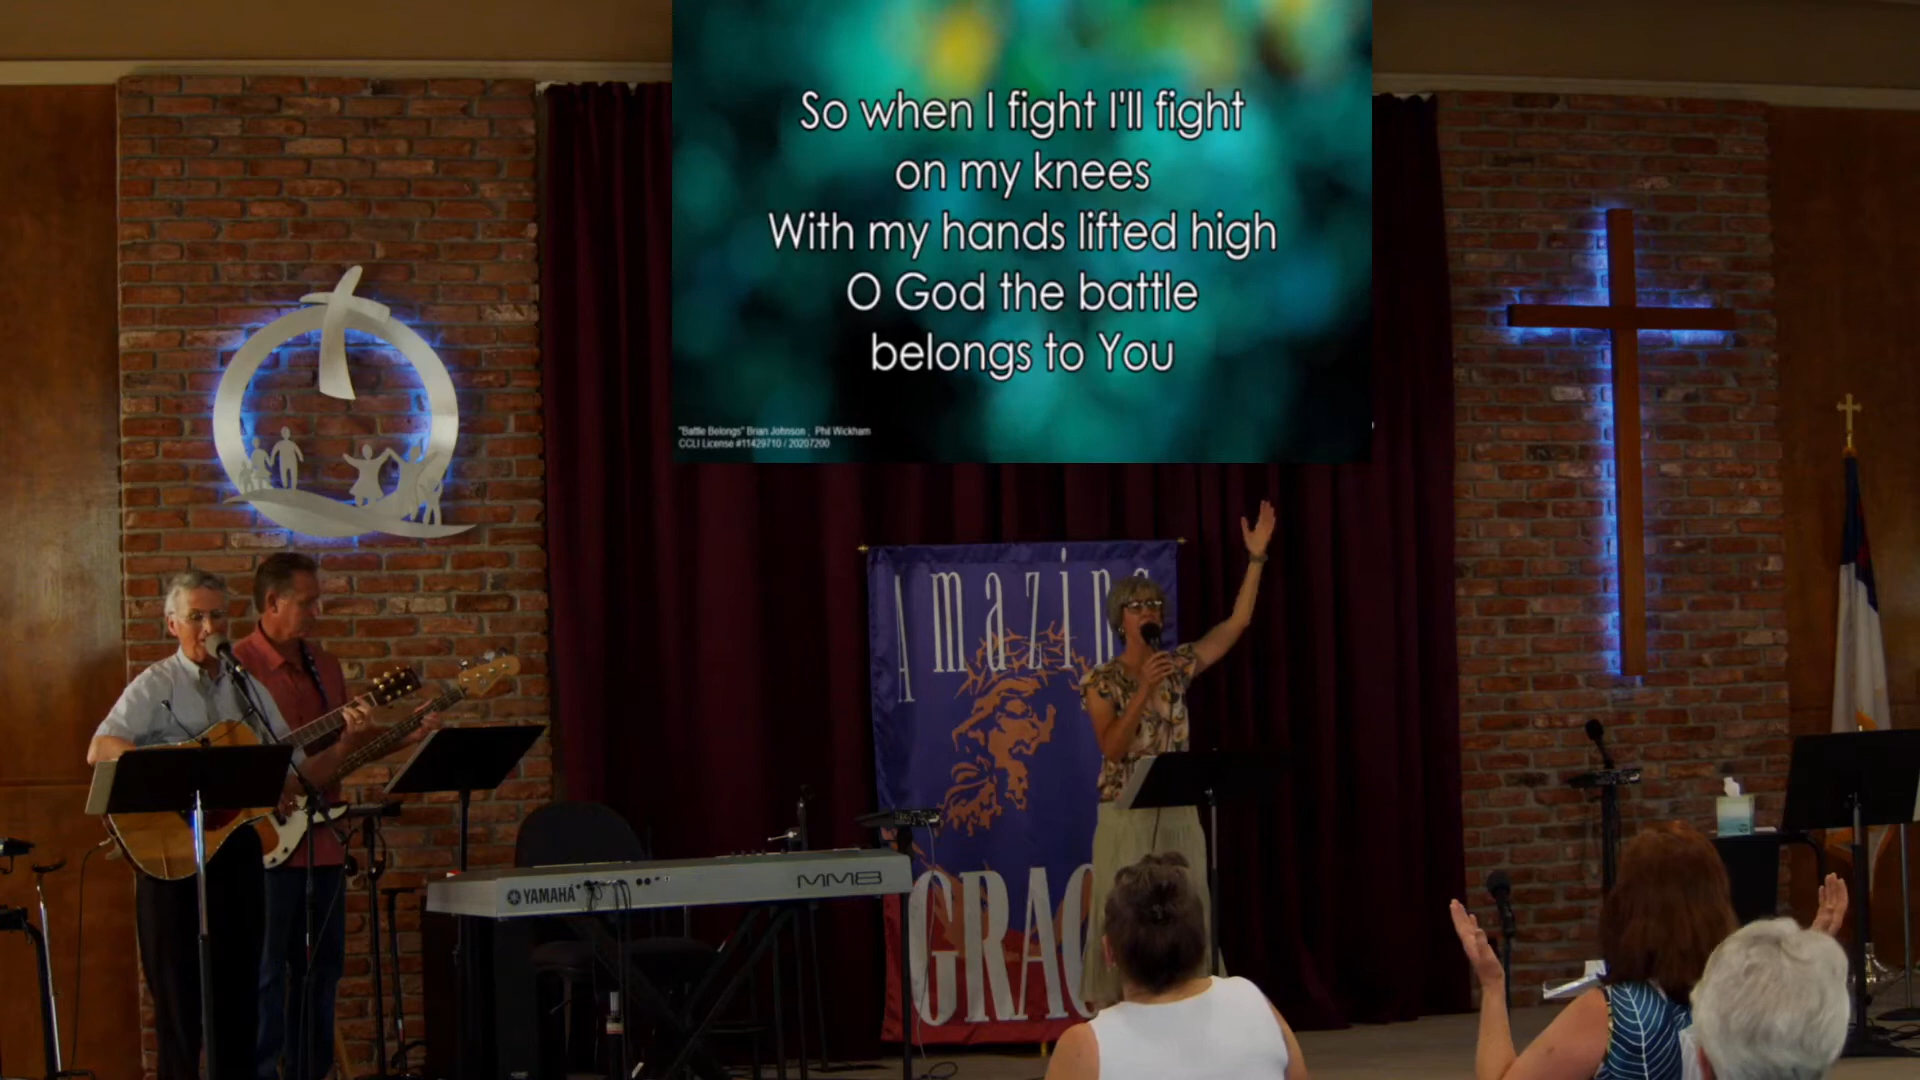 So when I fight I'll fight
on my knees
With my hands lifted high
O God the battle
belongs to You
"Battle Belongs" Brian Johnson , Phil Wickham
CCLI License #11429710 / 20207200
Amazin
GRAC
YAMAHA
MM8